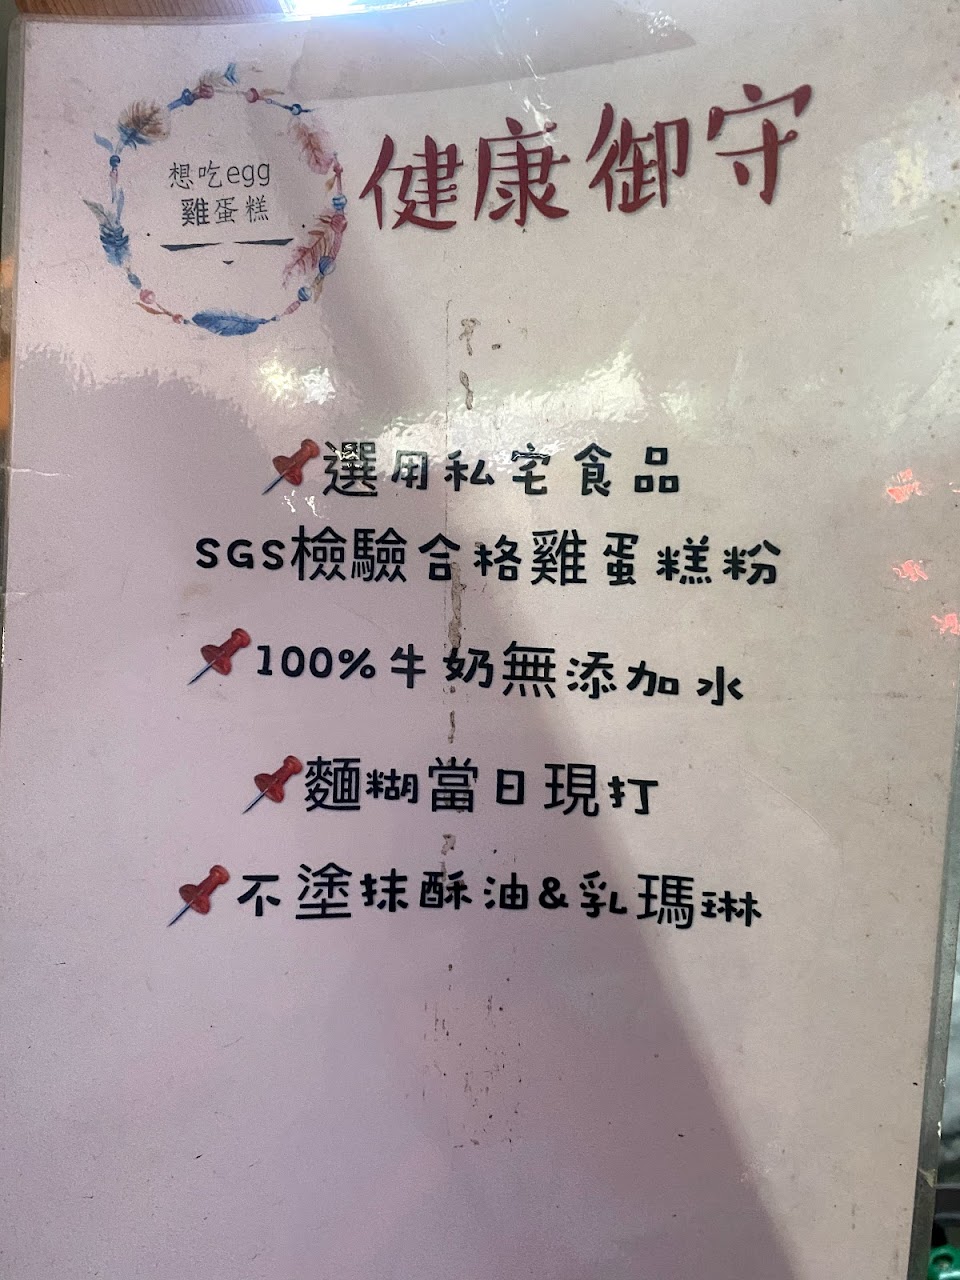 想吃egg
雞蛋糕
健康御守
選用私宅食品
SGS檢驗合格雞蛋糕粉
100%牛奶無添加水
麵糊當日現打
不塗抹酥油&乳瑪琳